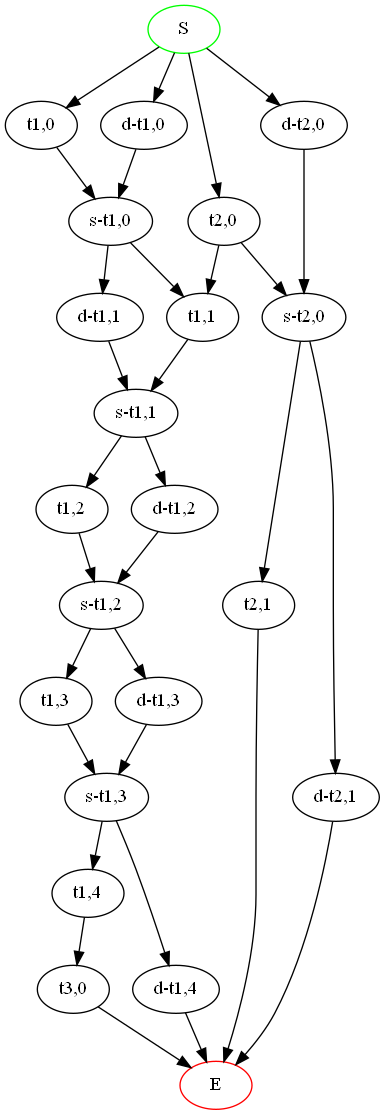 S
t1,0
d-t1,0
d-t2,0
s-t1,0
t2,0
d-t1,1
t1,1
s-t2,0
s-t1,1
t1,2
d-t1,2
s-t1,2
t2,1
t1,3
d-t1,3
s-t1,3
d-t2,1
t1,4
t3,0
d-t1,4
E